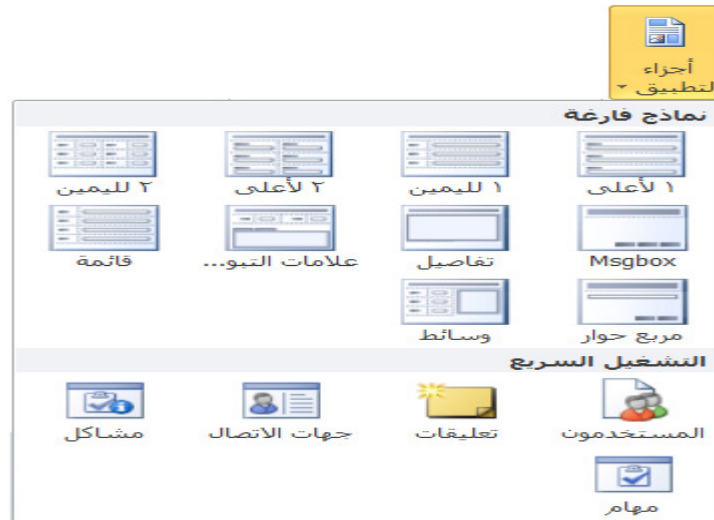 أجزاء
لتطبيق
نماذج فارغة
١ لأعلى
١ لليمين
٢ لأعلى
٢ لليمين
Msgbox
تفاصيل
علامات التبو...
قائمة
مربع حوار
وسائط
التشغيل السريع
المستخدمون
تعليقات
جهات الاتصال
مشاكل
مهام